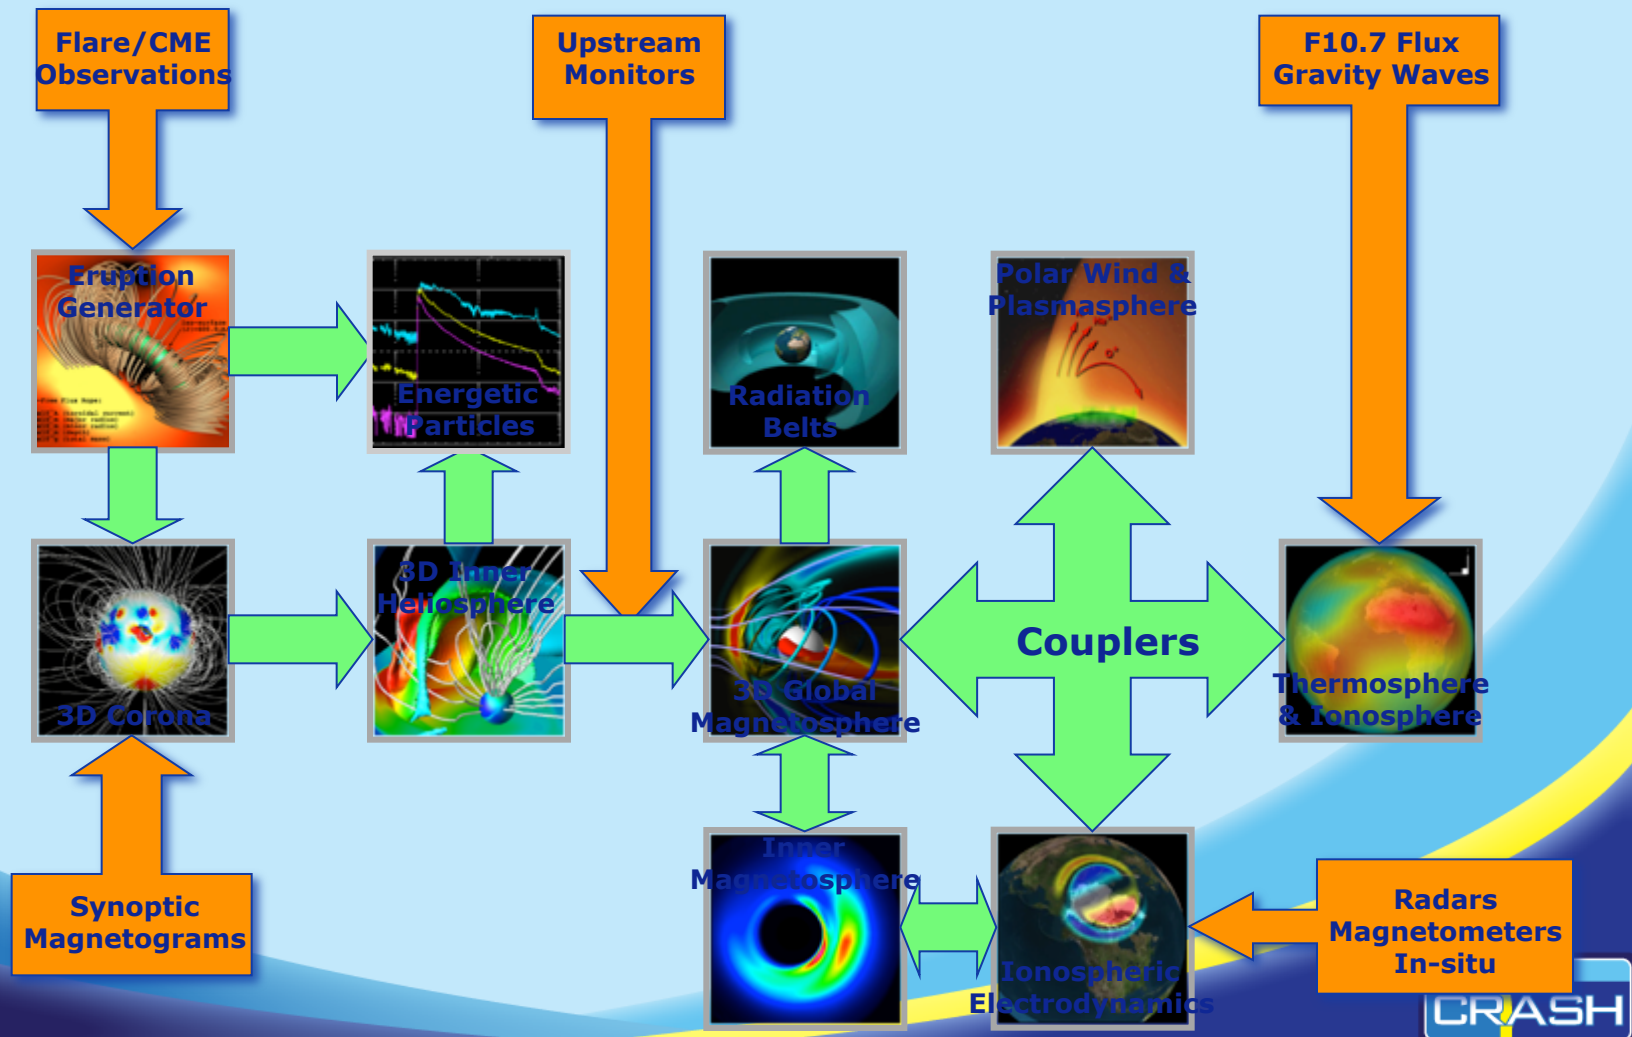 Flare/CME
Observations
Upstream
Monitors
F10.7 Flux
Gravity Waves
Eruption
Generator
Energetic
Particles
Radiation
Belts
Polar Wind &
Plasmasphere
3D Corona
3D Inner
Heliosphere
3D Global
Magnetosphere
Couplers
Thermosphere
& Ionosphere
Synoptic
Magnetograms
Inner
Magnetosphere
Ionospheric
Electrodynamics
Radars
Magnetometers
In-situ
CRASH